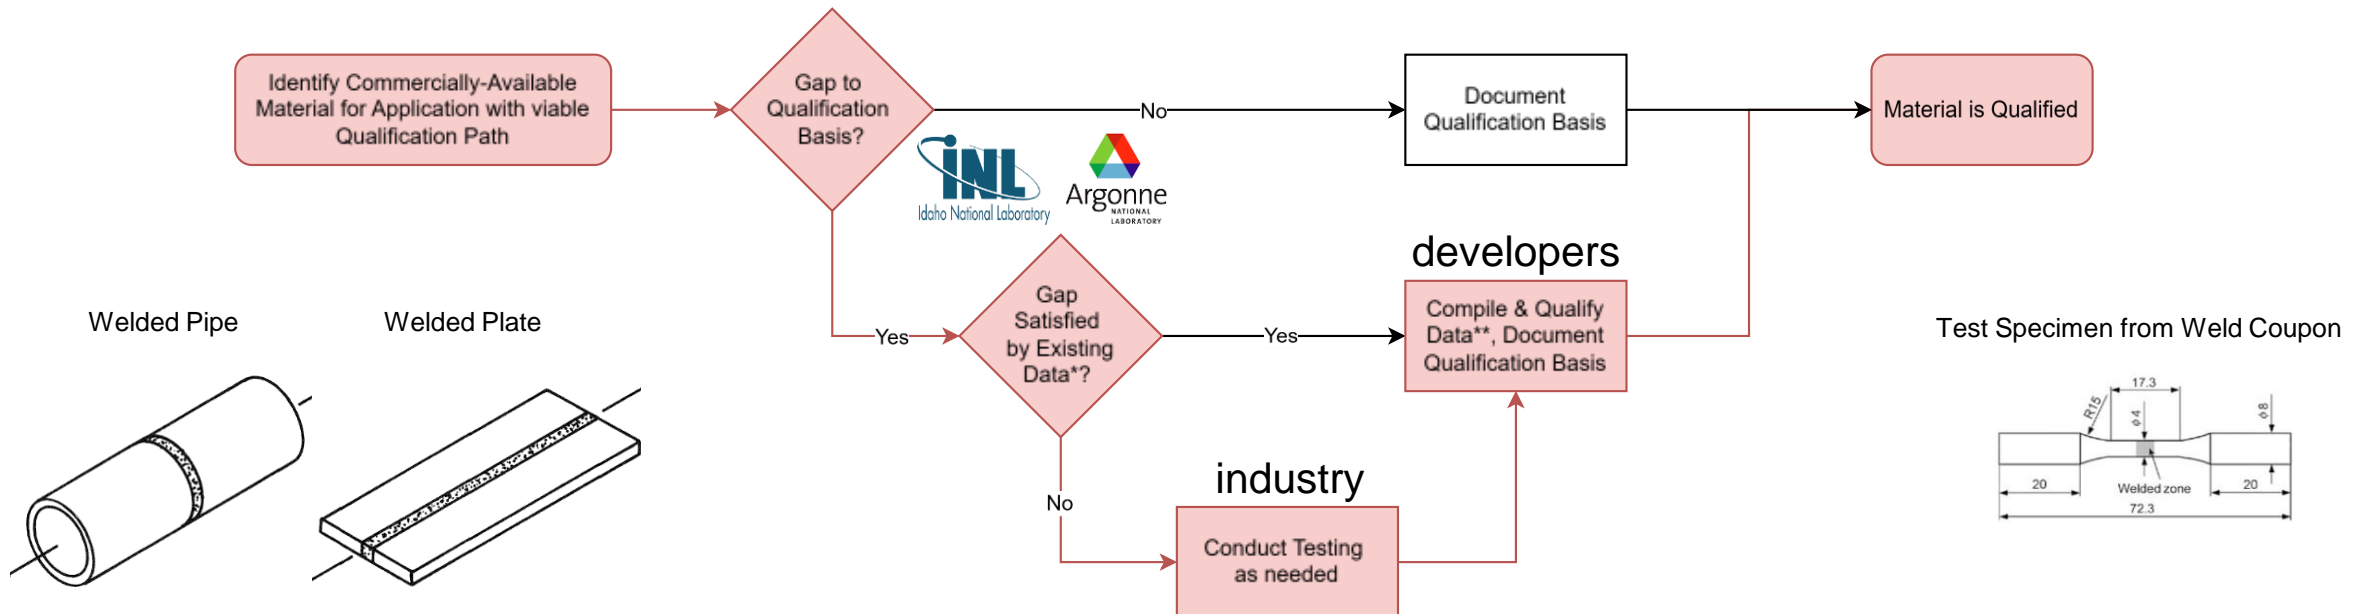 Identify Commercially-Available
Material for Application with viable
Qualification Path
Gap to
Qualification
Basis?
No
Document
Qualification Basis
Material is Qualified
INL
Idaho National Laboratory
Argonne
NATIONAL
LABORATORY
Yes
Gap
Satisfied
by Existing
Data*?
Yes
developers
Compile & Qualify
Data**, Document
Qualification Basis
No
industry
Conduct Testing
as needed
Welded Pipe
Welded Plate
Test Specimen from Weld Coupon
17.3
R15
ϕ4
ϕ8
20
Welded zone
20
72.3